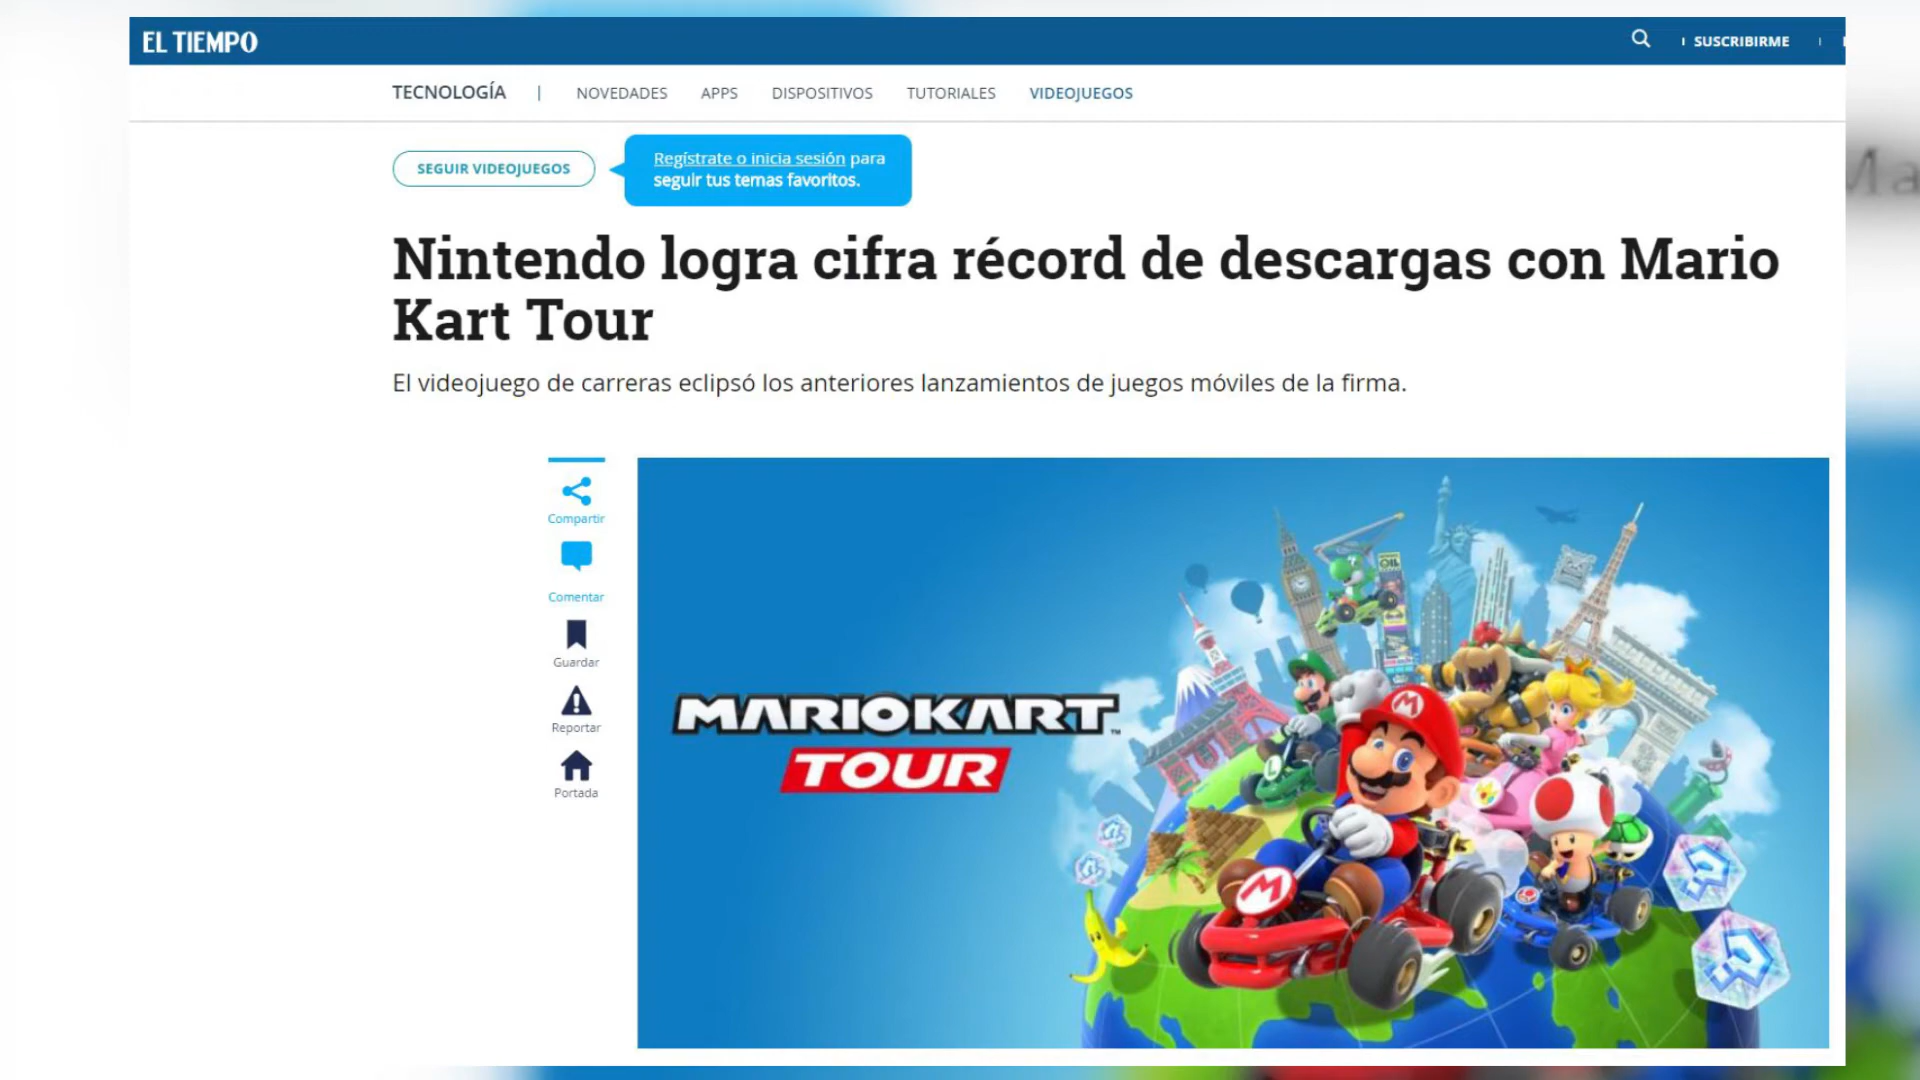 EL TIEMPO
SUSCRIBIRME
TECNOLOGÍA | NOVEDADES APPS DISPOSITIVOS TUTORIALES VIDEOJUEGOS
SEGUIR VIDEOJUEGOS
Regístrate o inicia sesión para
seguir tus temas favoritos.
Nintendo logra cifra récord de descargas con Mario
Kart Tour
El videojuego de carreras eclipsó los anteriores lanzamientos de juegos móviles de la firma.
Compartir
Comentar
Guardar
Reportar
Portada
MARIOKART™
TOUR
OIL
M
L
M